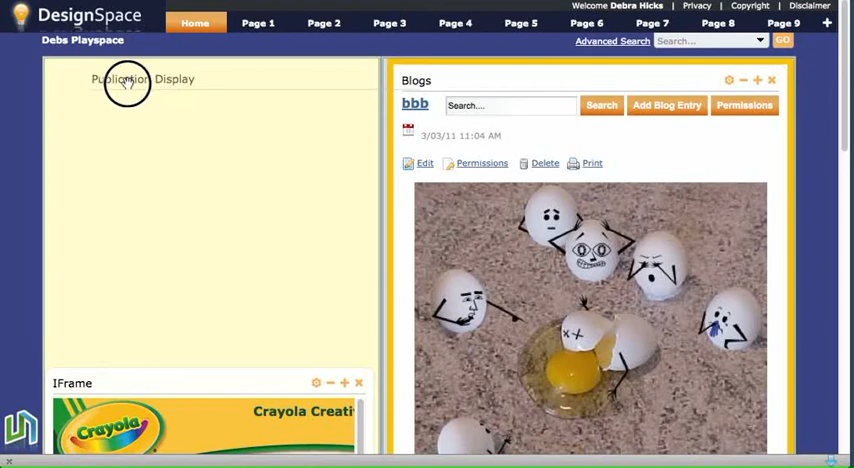 DesignSpace
Welcome Debra Hicks | Privacy | Copyright | Disclaimer
Home Page 1 Page 2 Page 3 Page 4 Page 5 Page 6 Page 7 Page 8 Page 9 +
Debs Playspace
Advanced Search Search... GO
Publication Display
Blogs
bbb Search.... Search Add Blog Entry Permissions
3/03/11 11:04 AM
Edit Permissions Delete Print
IFrame
Crayola
Crayola Creati